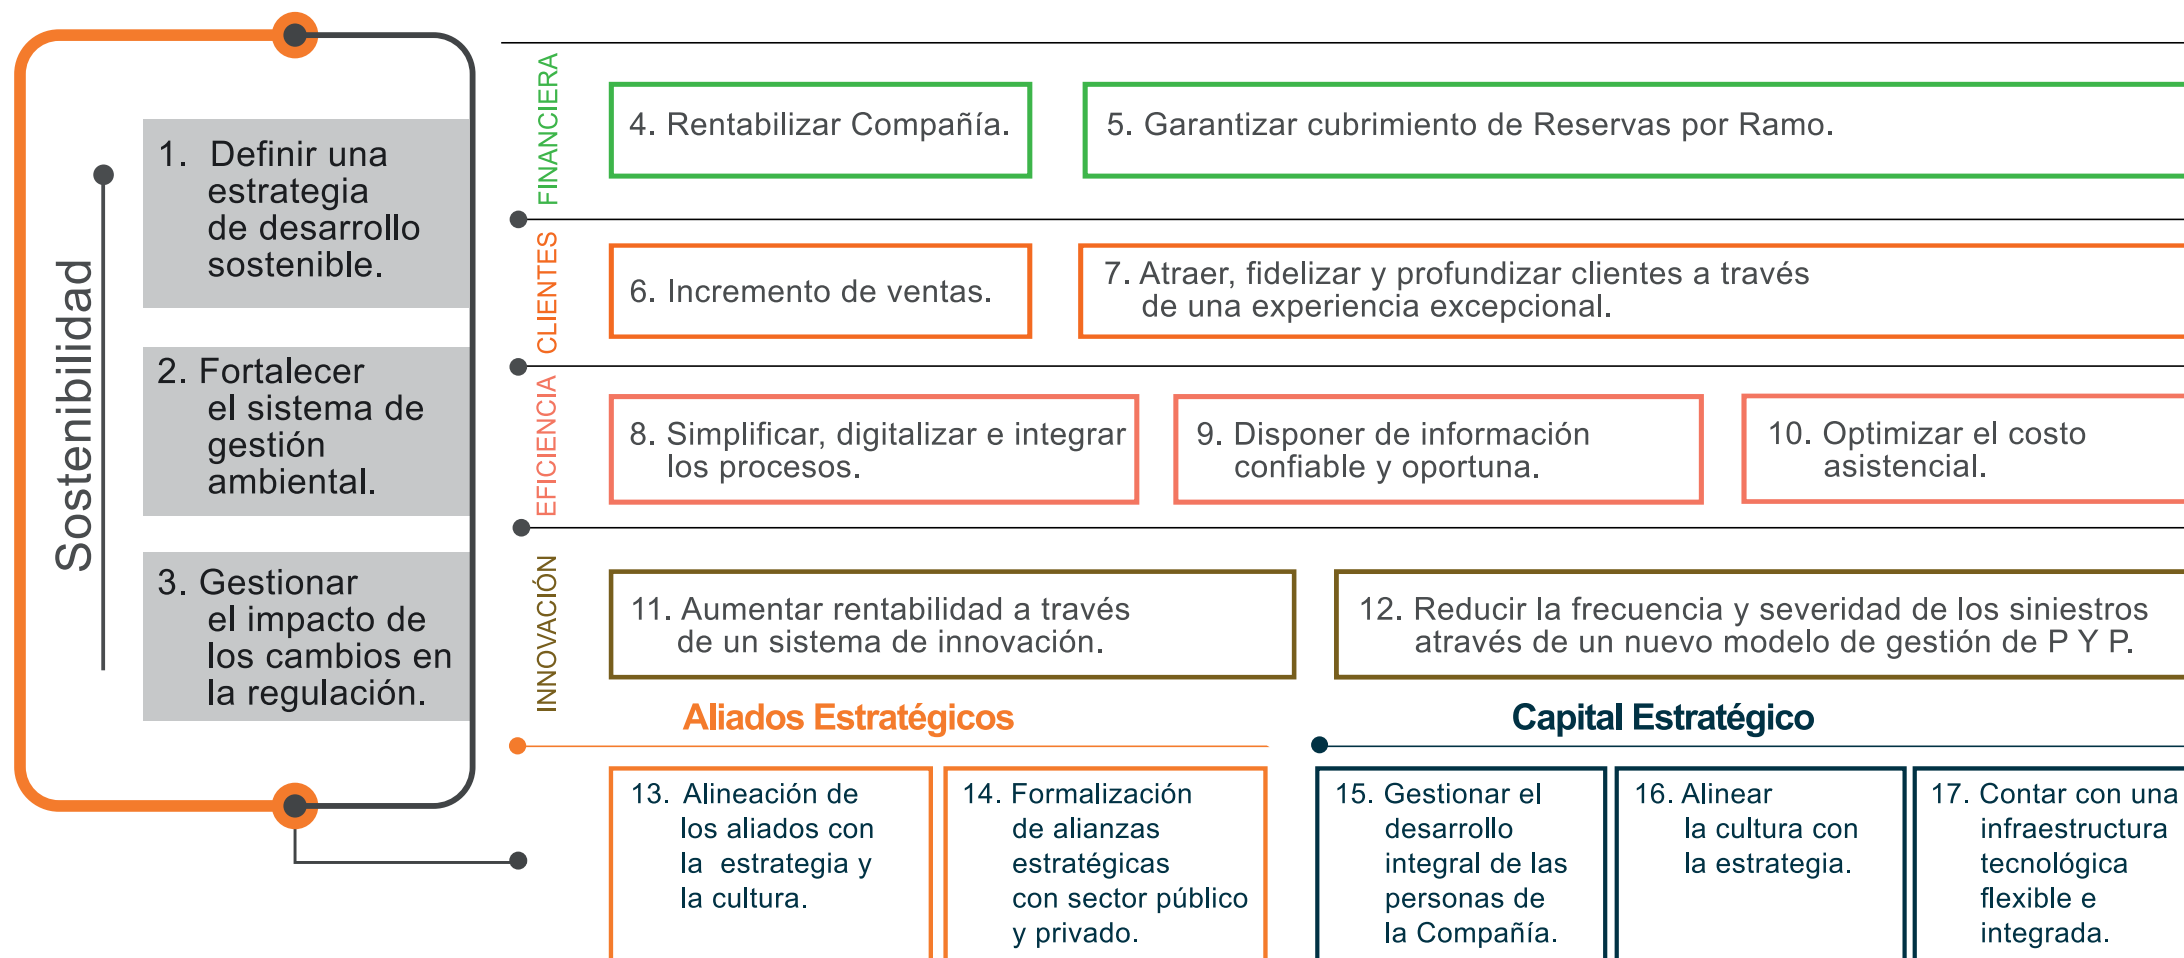 Sostenibilidad
1. Definir una
estrategia
de desarrollo
sostenible.
2. Fortalecer
el sistema de
gestión
ambiental.
3. Gestionar
el impacto de
los cambios en
la regulación.
FINANCIERA
4. Rentabilizar Compañía.
5. Garantizar cubrimiento de Reservas por Ramo.
CLIENTES
6. Incremento de ventas.
7. Atraer, fidelizar y profundizar clientes a través
de una experiencia excepcional.
EFICIENCIA
8. Simplificar, digitalizar e integrar
los procesos.
9. Disponer de información
confiable y oportuna.
10. Optimizar el costo
asistencial.
INNOVACIÓN
11. Aumentar rentabilidad a través
de un sistema de innovación.
12. Reducir la frecuencia y severidad de los siniestros
através de un nuevo modelo de gestión de P Y P.
Aliados Estratégicos
13. Alineación de
los aliados con
la estrategia y
la cultura.
14. Formalización
de alianzas
estratégicas
con sector público
y privado.
Capital Estratégico
15. Gestionar el
desarrollo
integral de las
personas de
la Compañía.
16. Alinear
la cultura con
la estrategia.
17. Contar con una
infraestructura
tecnológica
flexible e
integrada.